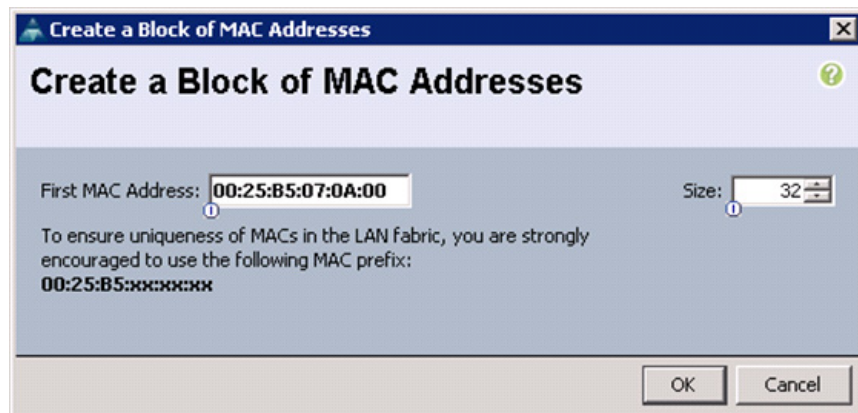 Create a Block of MAC Addresses
Create a Block of MAC Addresses
First MAC Address: 00:25:B5:07:0A:00 Size: 32
To ensure uniqueness of MACs in the LAN fabric, you are strongly
encouraged to use the following MAC prefix:
00:25:B5:xx:xx:xx
OK Cancel